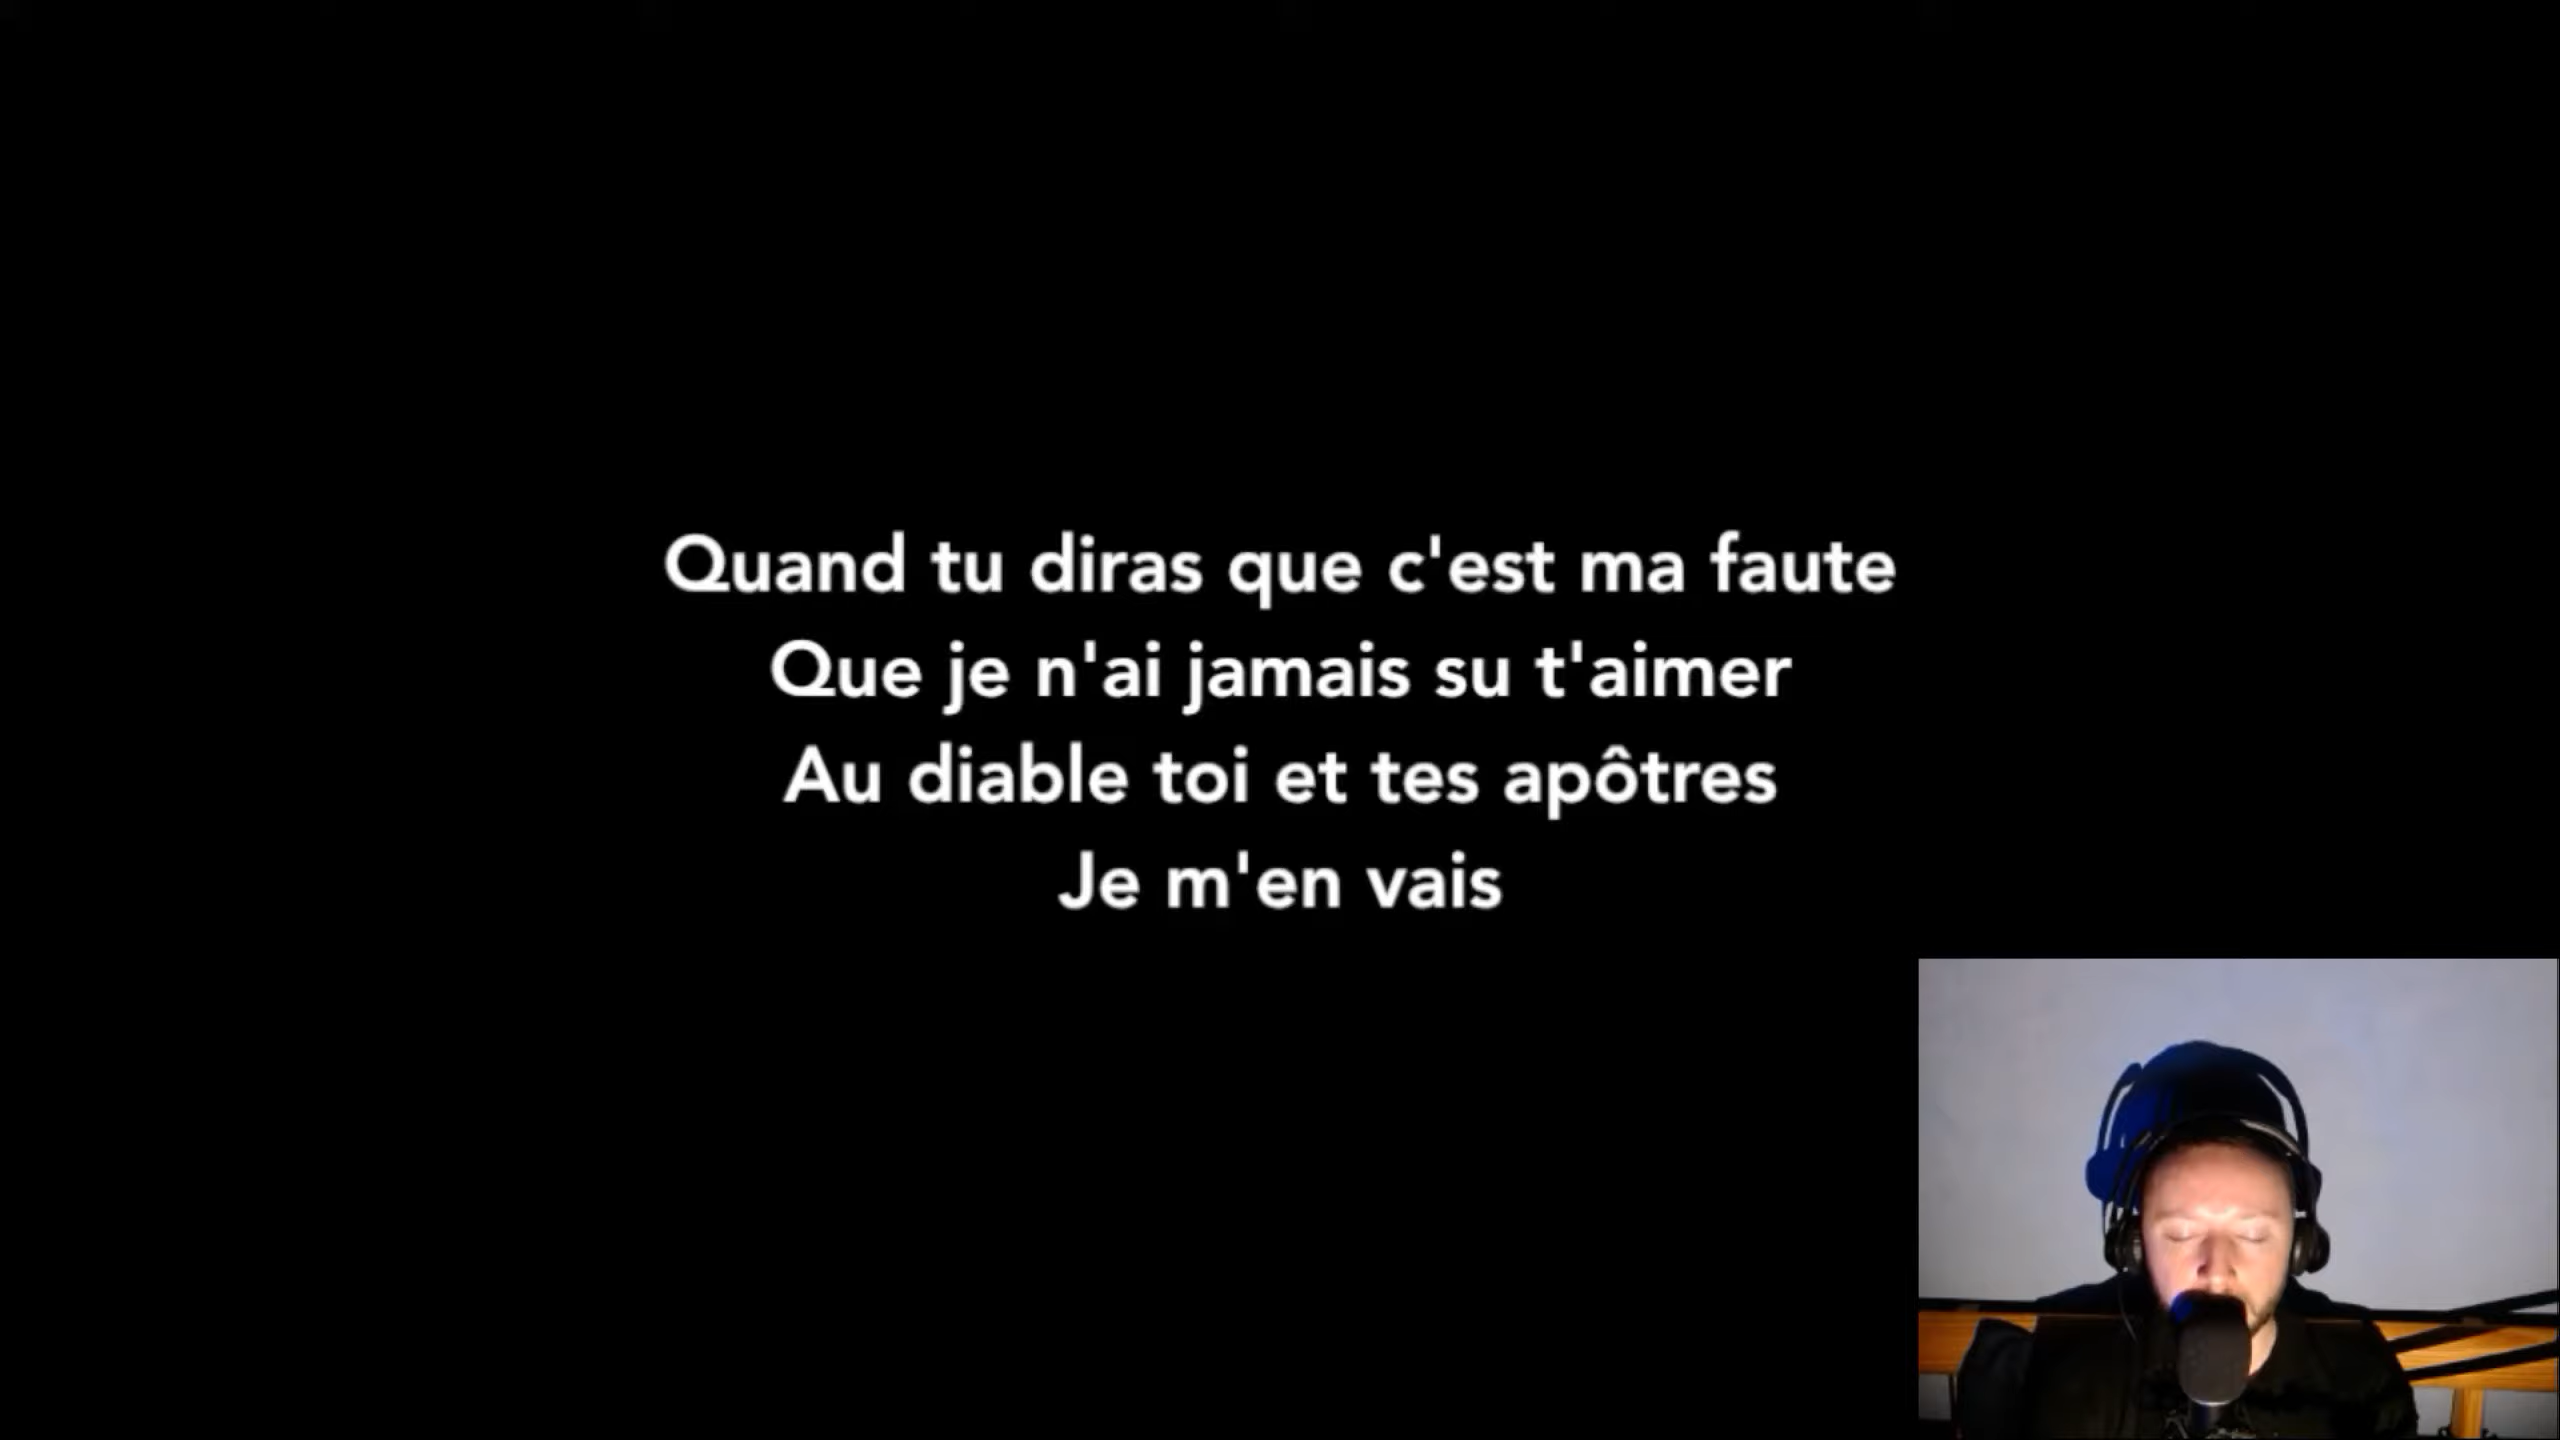 Quand tu diras que c'est ma faute
Que je n'ai jamais su t'aimer
Au diable toi et tes apôtres
Je m'en vais